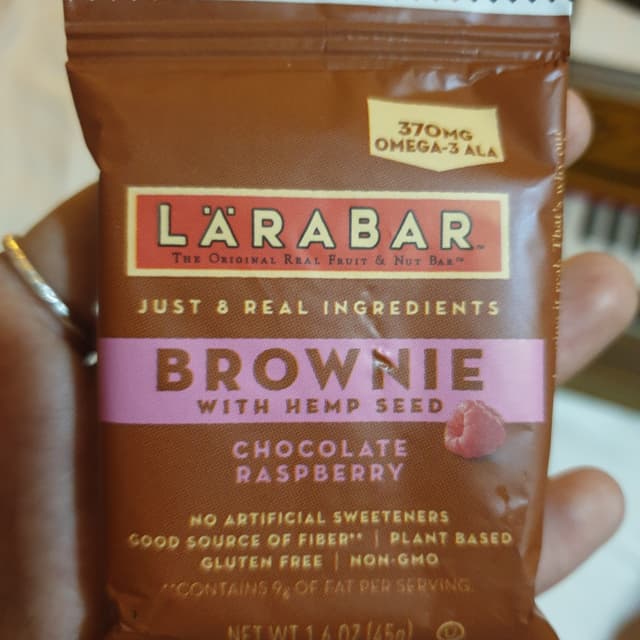 370MG
OMEGA-3 ALA
LÄRABAR™
THE ORIGINAL REAL FRUIT & NUT BAR™
JUST 8 REAL INGREDIENTS
BROWNIE
WITH HEMP SEED
CHOCOLATE
RASPBERRY
NO ARTIFICIAL SWEETENERS
GOOD SOURCE OF FIBER** | PLANT BASED
GLUTEN FREE | NON-GMO
**CONTAINS 9g OF FAT PER SERVING.
NET WT 1.6 OZ (45g)